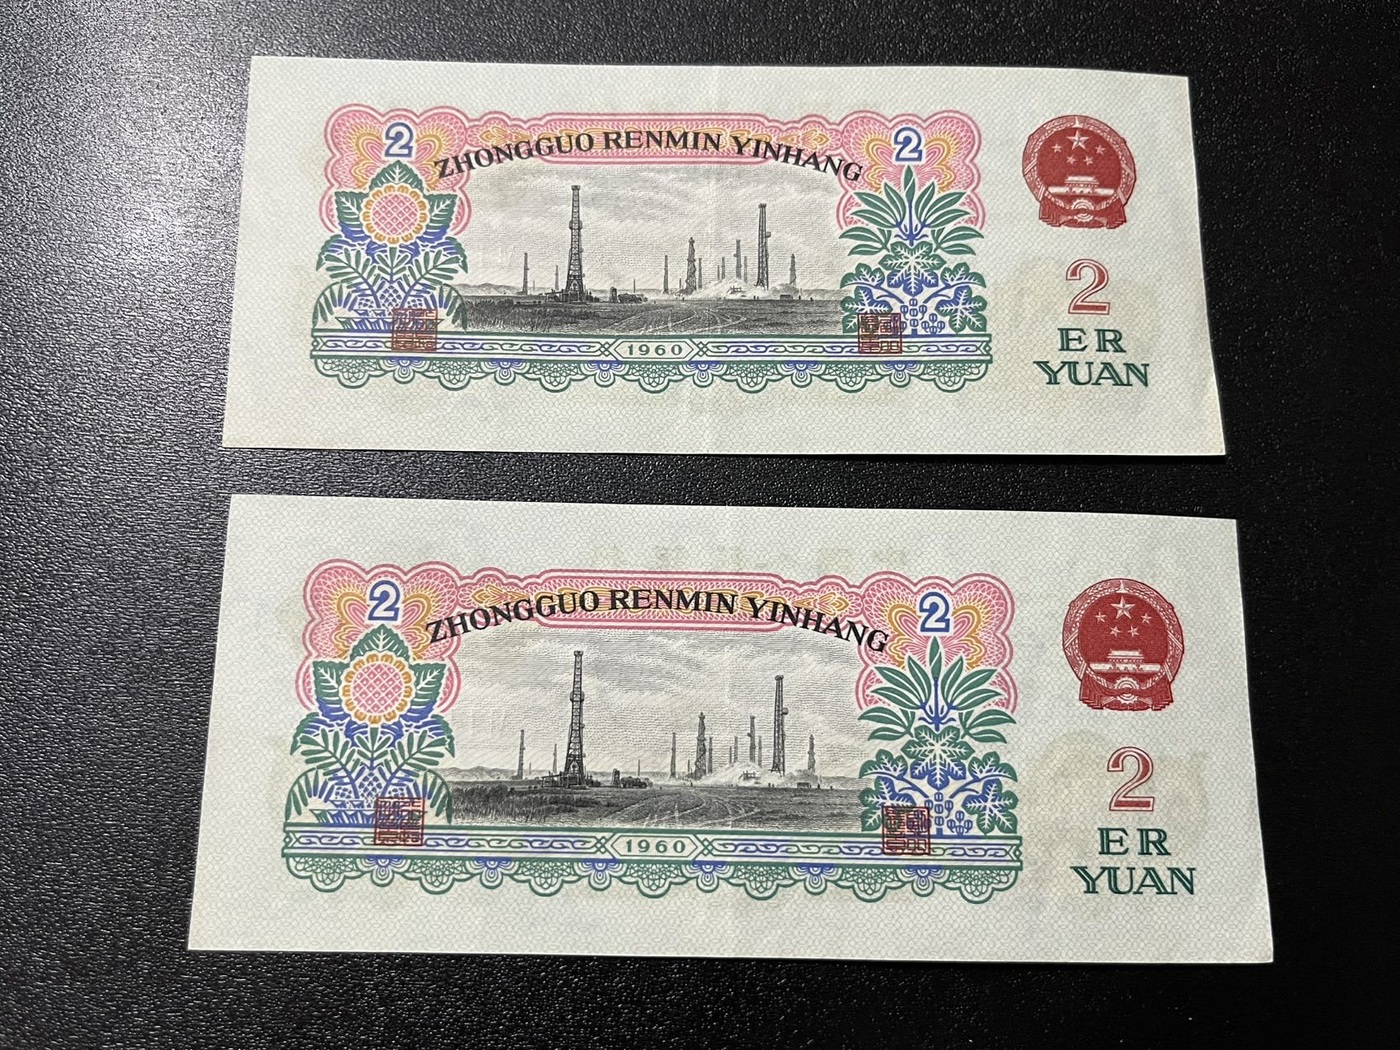 2 2
ZHONGGUO RENMIN YINHANG
1960
2
ER
YUAN
2 2
ZHONGGUO RENMIN YINHANG
1960
2
ER
YUAN